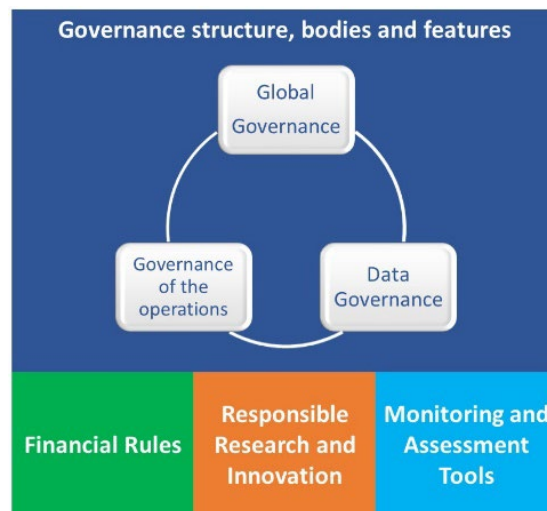 Governance structure, bodies and features
Global
Governance
Governance
of the
operations
Data
Governance
Financial Rules
Responsible
Research and
Innovation
Monitoring and
Assessment
Tools